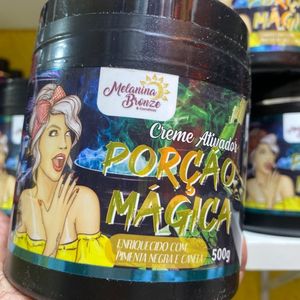 Melanina
Bronze
Creme Ativador
PORÇÃO
MÁGICA
ENRIQUECIDO COM
PIMENTA NEGRA E CANELA
500g